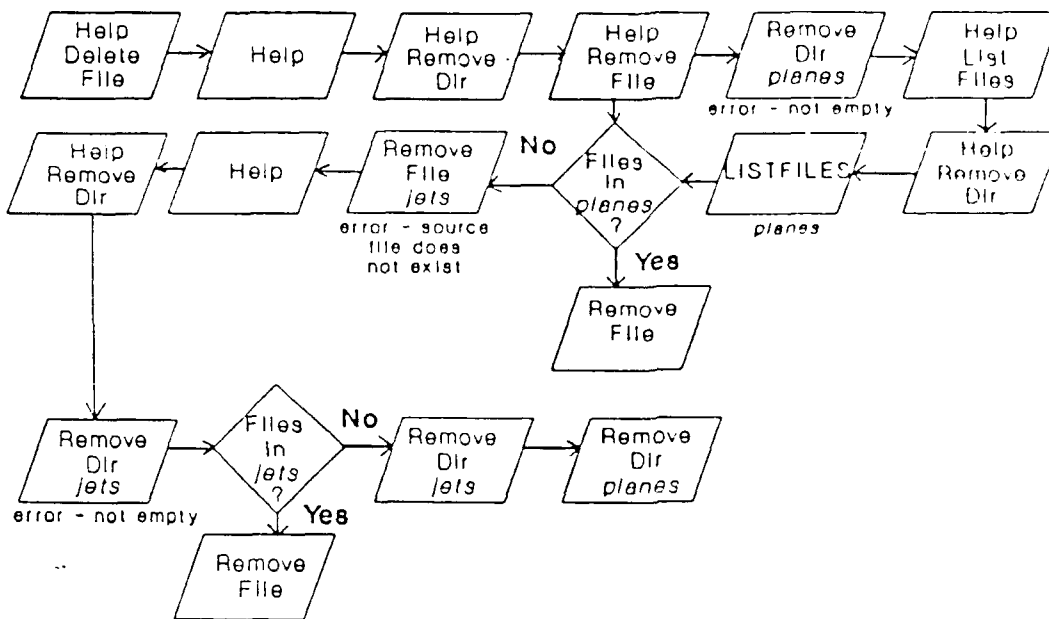 Help
Delete
File
Help
Help
Remove
Dir
Help
Remove
File
Remove
Dir
planes
error - not empty
Help
List
Files
Help
Remove
Dir
LISTFILES
planes
Files
in
planes
?
No
Yes
Remove
File
Remove
File
jets
error - source
file does
not exist
Help
Help
Remove
Dir
Remove
Dir
jets
error - not empty
Files
in
jets
?
No
Yes
Remove
File
Remove
Dir
jets
Remove
Dir
planes